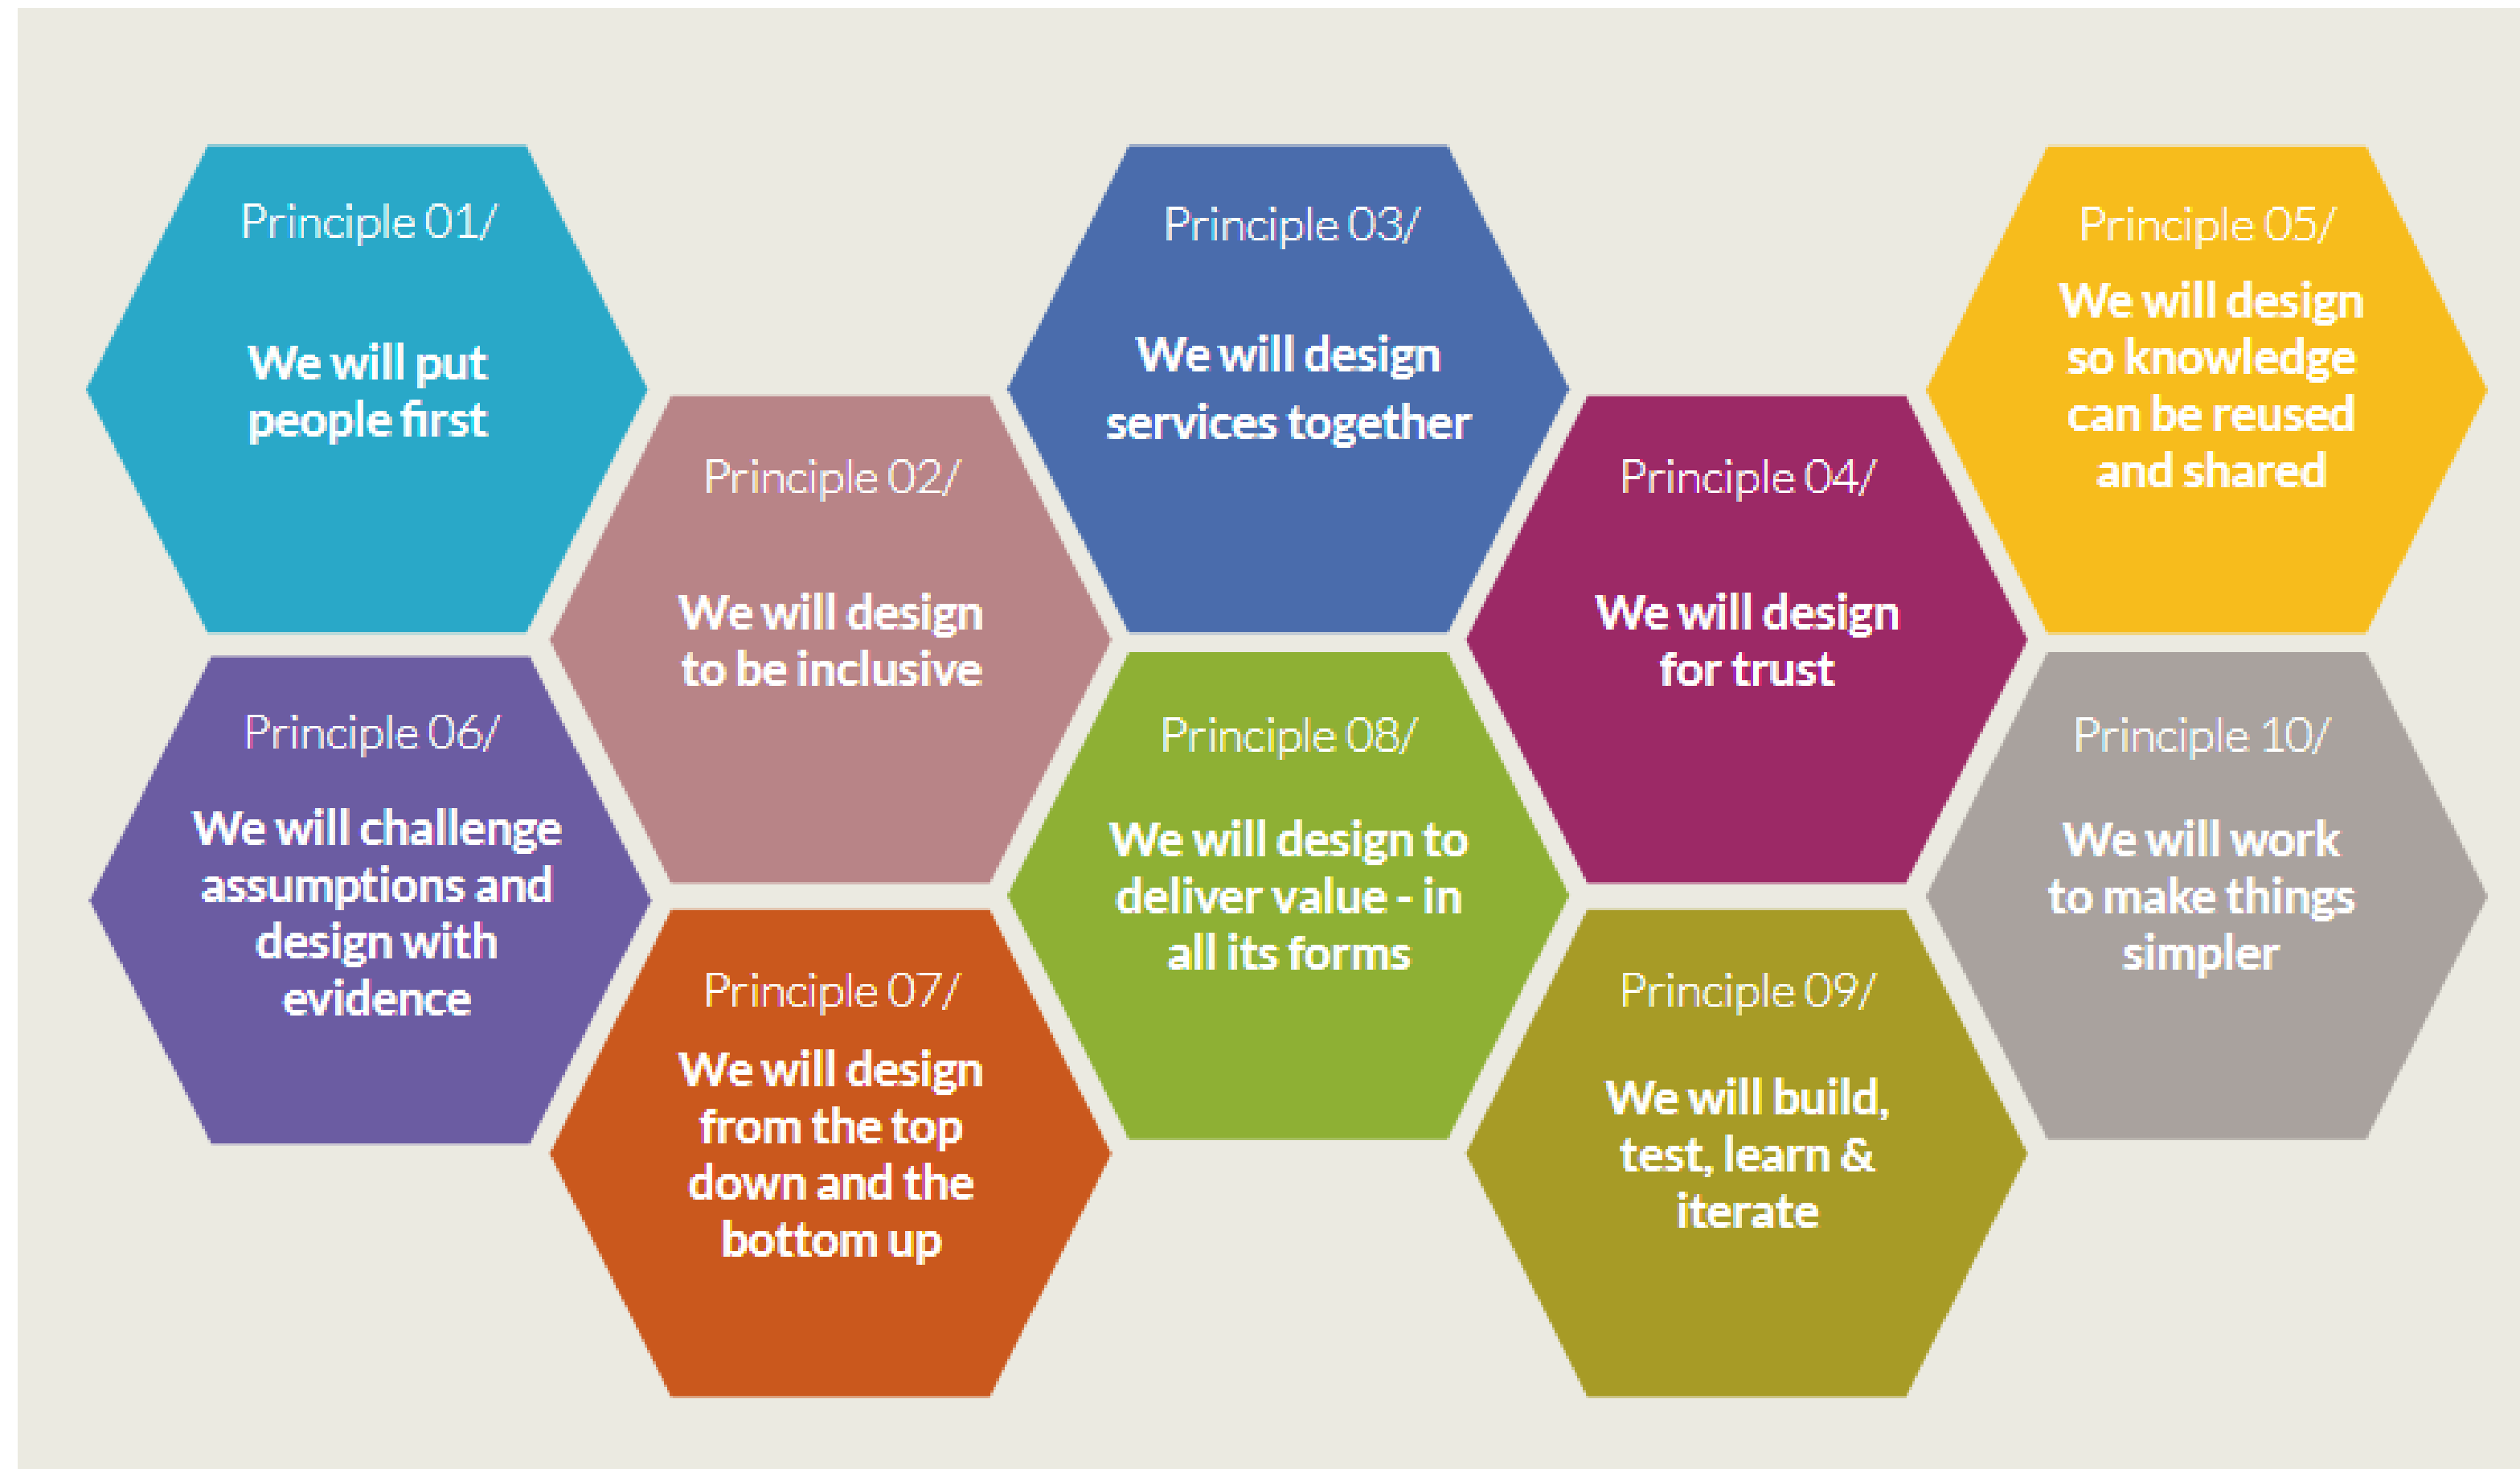 Principle 01/
We will put
people first
Principle 02/
We will design
to be inclusive
Principle 03/
We will design
services together
Principle 04/
We will design
for trust
Principle 05/
We will design
so knowledge
can be reused
and shared
Principle 06/
We will challenge
assumptions and
design with
evidence
Principle 07/
We will design
from the top
down and the
bottom up
Principle 08/
We will design to
deliver value - in
all its forms
Principle 09/
We will build,
test, learn &
iterate
Principle 10/
We will work
to make things
simpler